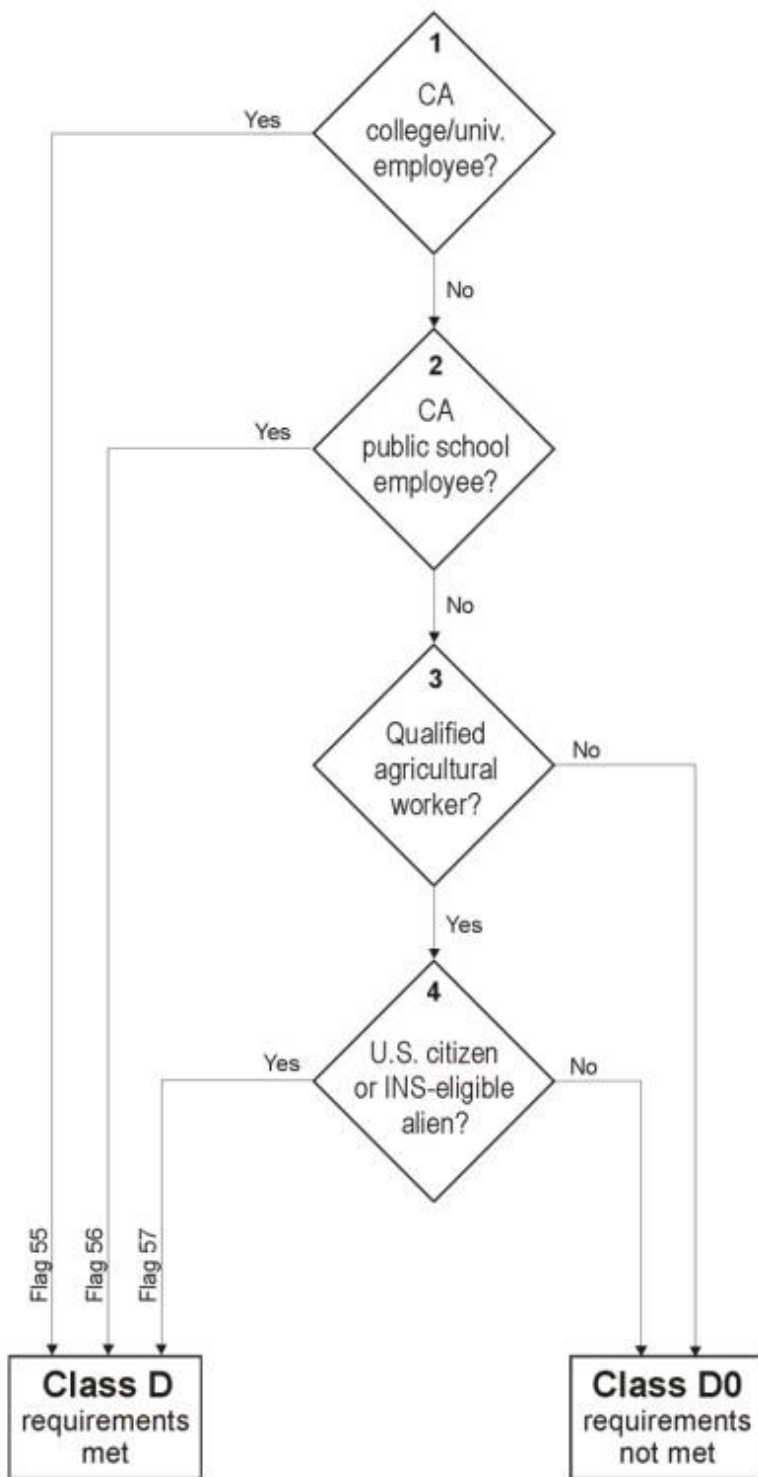 1
CA
college/univ.
employee?
Yes
No
2
CA
public school
employee?
Yes
No
3
Qualified
agricultural
worker?
No
Yes
4
U.S. citizen
or INS-eligible
alien?
Yes
No
Flag 55
Flag 56
Flag 57
Class D
requirements
met
Class D0
requirements
not met